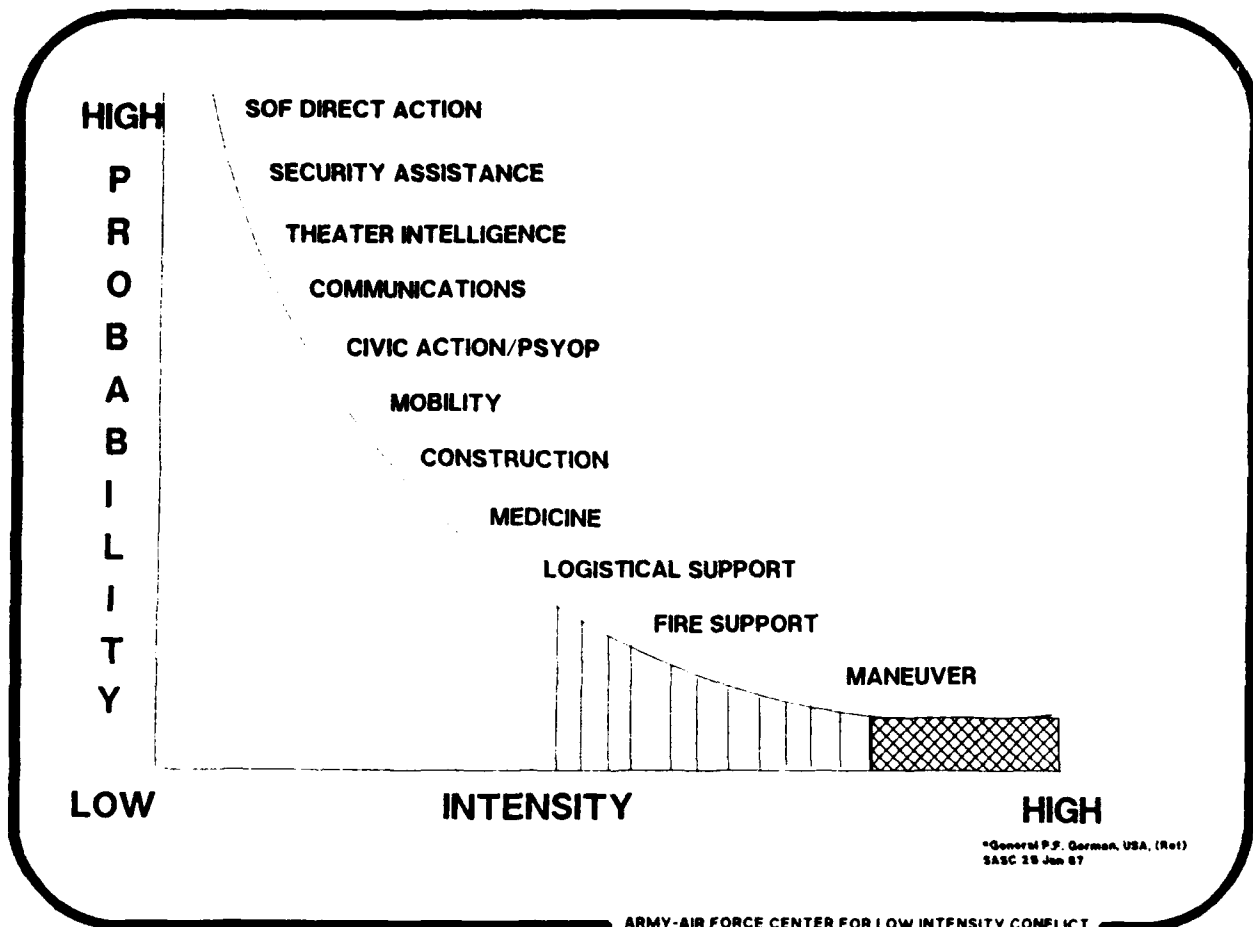 HIGH
PROBABILITY
SOF DIRECT ACTION
SECURITY ASSISTANCE
THEATER INTELLIGENCE
COMMUNICATIONS
CIVIC ACTION/PSYOP
MOBILITY
CONSTRUCTION
MEDICINE
LOGISTICAL SUPPORT
FIRE SUPPORT
MANEUVER
LOW
INTENSITY
HIGH
*General P.F. Gorman, USA, (Ret)
SASC 28 Jan 87
ARMY-AIR FORCE CENTER FOR LOW INTENSITY CONFLICT